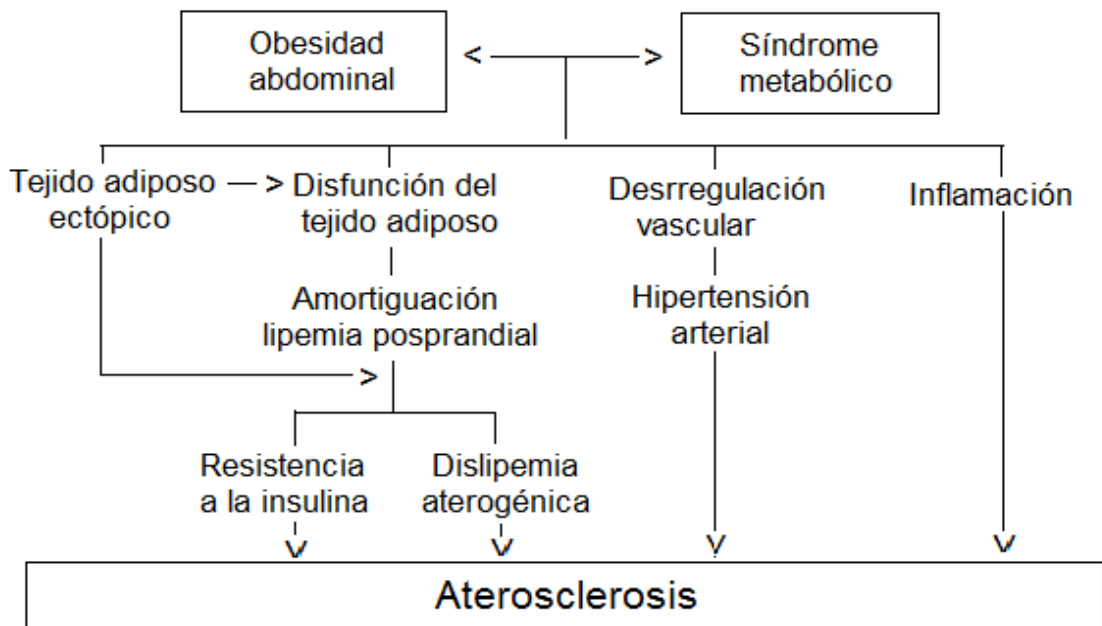 Obesidad
abdominal
Síndrome
metabólico
Tejido adiposo
ectópico
Disfunción del
tejido adiposo
Desrregulación
vascular
Inflamación
Amortiguación
lipemia posprandial
Hipertensión
arterial
Resistencia
a la insulina
Dislipemia
aterogénica
Aterosclerosis